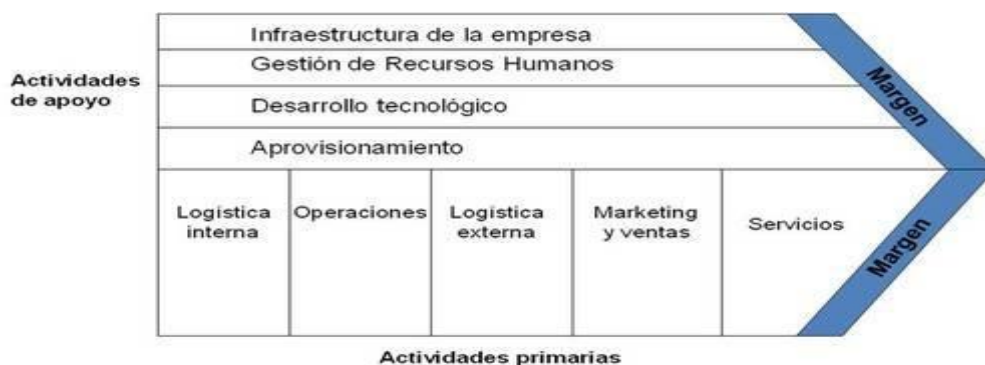 Infraestructura de la empresa
Gestión de Recursos Humanos
Desarrollo tecnológico
Aprovisionamiento
Actividades
de apoyo
Margen
Logística
interna
Operaciones
Logística
externa
Marketing
y ventas
Servicios
Margen
Actividades primarias